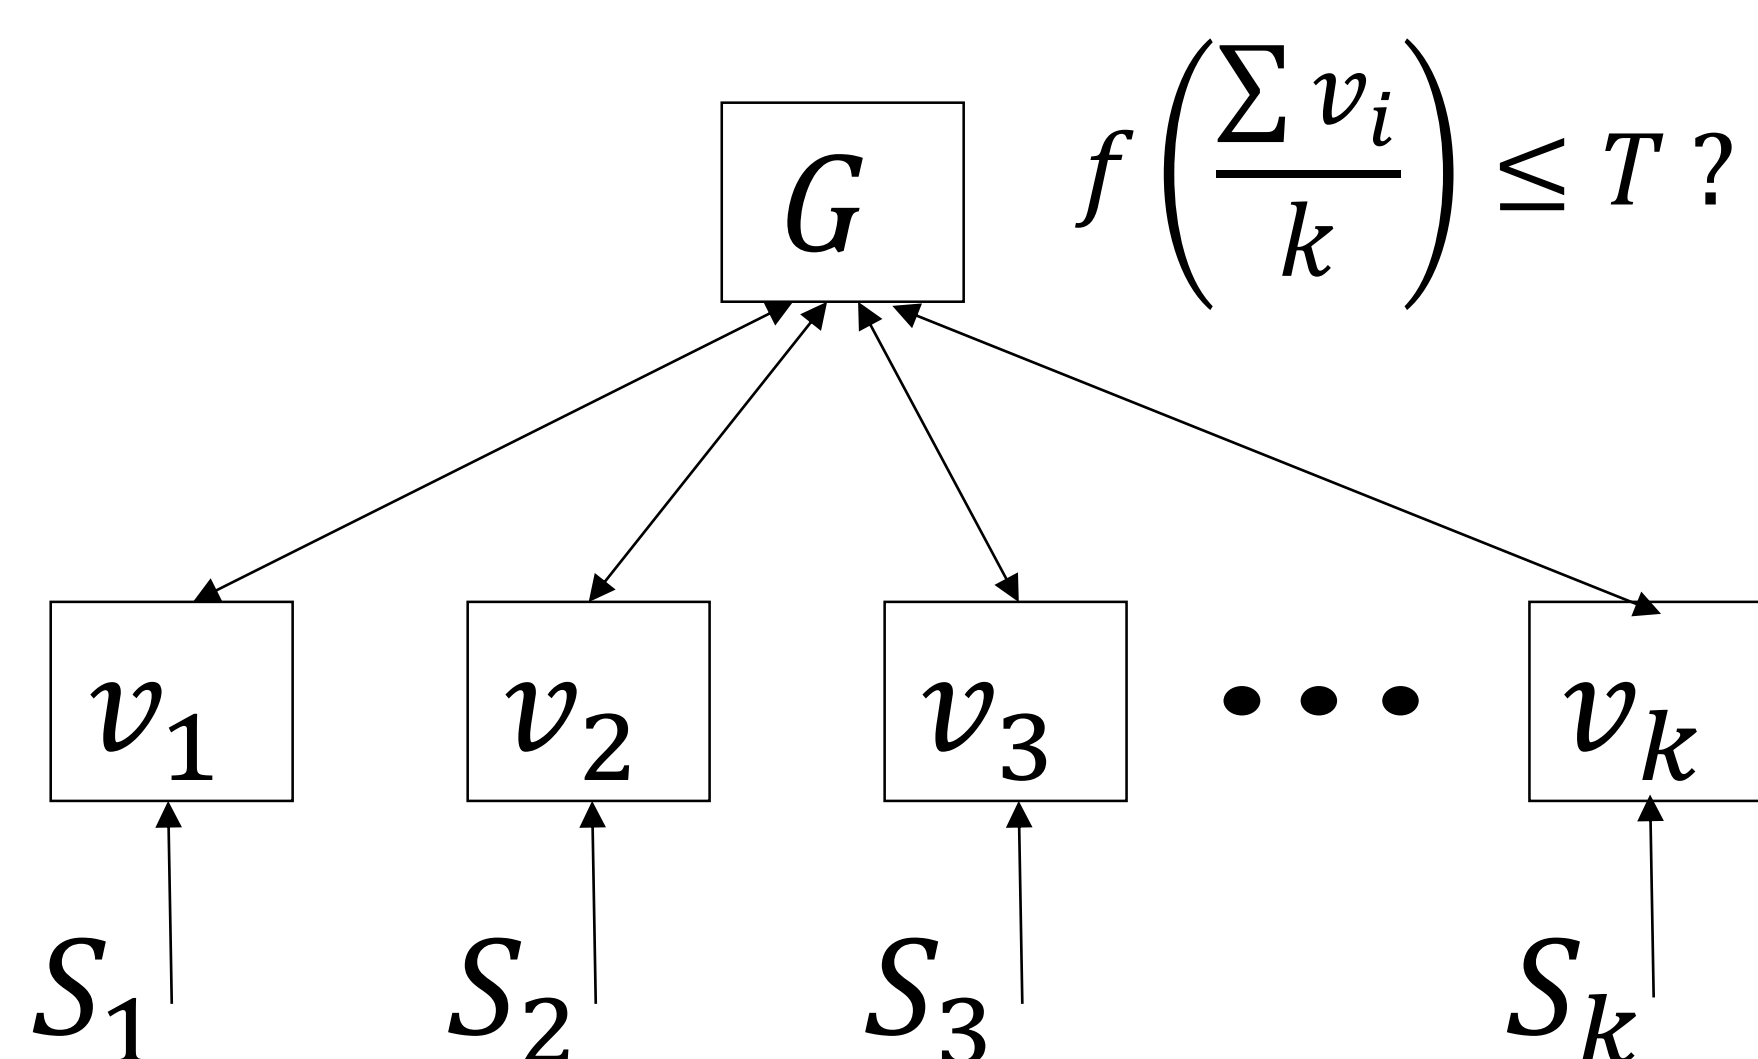 G f(∑ vᵢ / k) ≤ T ?
v₁ v₂ v₃ ••• vₖ
S₁ S₂ S₃ Sₖ